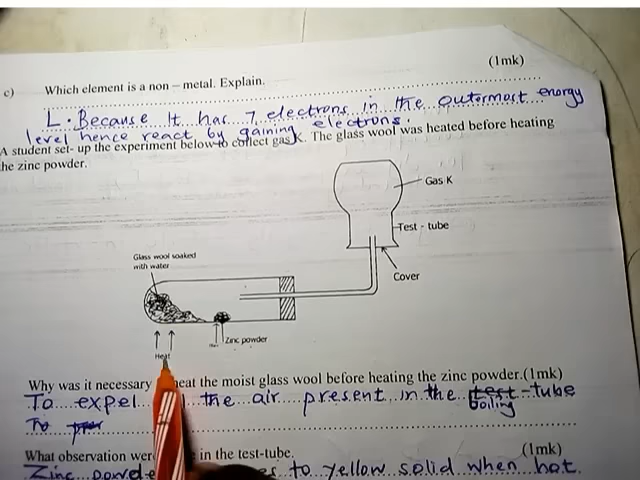 (1mk)
c) Which element is a non – metal. Explain.
L. Because It has 7 electrons in the outermost energy
level hence react by gaining electrons.
A student set- up the experiment below to collect gas K. The glass wool was heated before heating
the zinc powder.
Gas K
Test - tube
Glass wool soaked
with water
Cover
Zinc powder
Heat
Why was it necessary heat the moist glass wool before heating the zinc powder.(1mk)
To expel the air present in the test-tube
boiling
To
What observation in the test-tube. (1mk)
Zinc to yellow solid when hot.